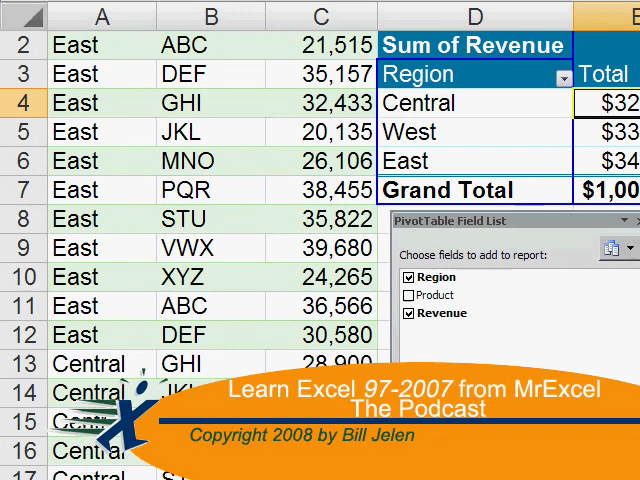 A B C D E
2 East ABC 21,515 Sum of Revenue
3 East DEF 35,157 Region Total
4 East GHI 32,433 Central $32
5 East JKL 20,135 West $33
6 East MNO 26,106 East $34
7 East PQR 38,455 Grand Total $1,00
8 East STU 35,822 PivotTable Field List
9 East VWX 39,680 Choose fields to add to report:
10 East XYZ 24,265 Region
Product
11 East ABC 36,566 Revenue
12 East DEF 30,580
13 Central GHI 28,900
14 Central JKL
Learn Excel 97-2007 from MrExcel
The Podcast
15 Central
Copyright 2008 by Bill Jelen
16 Central
17 Central